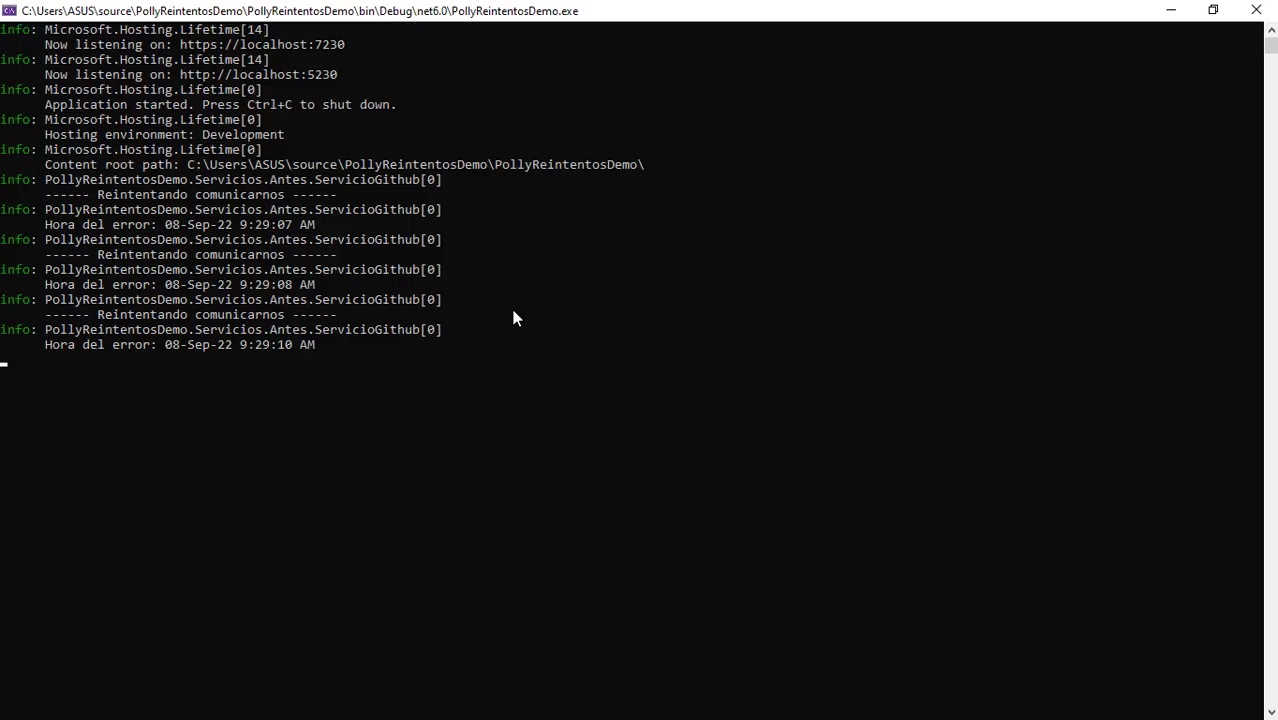 C:\Users\ASUS\source\PollyReintentosDemo\PollyReintentosDemo\bin\Debug\net6.0\PollyReintentosDemo.exe
info: Microsoft.Hosting.Lifetime[14]
Now listening on: https://localhost:7230
info: Microsoft.Hosting.Lifetime[14]
Now listening on: http://localhost:5230
info: Microsoft.Hosting.Lifetime[0]
Application started. Press Ctrl+C to shut down.
info: Microsoft.Hosting.Lifetime[0]
Hosting environment: Development
info: Microsoft.Hosting.Lifetime[0]
Content root path: C:\Users\ASUS\source\PollyReintentosDemo\PollyReintentosDemo\
info: PollyReintentosDemo.Servicios.Antes.ServicioGithub[0]
------ Reintentando comunicarnos ------
info: PollyReintentosDemo.Servicios.Antes.ServicioGithub[0]
Hora del error: 08-Sep-22 9:29:07 AM
info: PollyReintentosDemo.Servicios.Antes.ServicioGithub[0]
------ Reintentando comunicarnos ------
info: PollyReintentosDemo.Servicios.Antes.ServicioGithub[0]
Hora del error: 08-Sep-22 9:29:08 AM
info: PollyReintentosDemo.Servicios.Antes.ServicioGithub[0]
------ Reintentando comunicarnos ------
info: PollyReintentosDemo.Servicios.Antes.ServicioGithub[0]
Hora del error: 08-Sep-22 9:29:10 AM